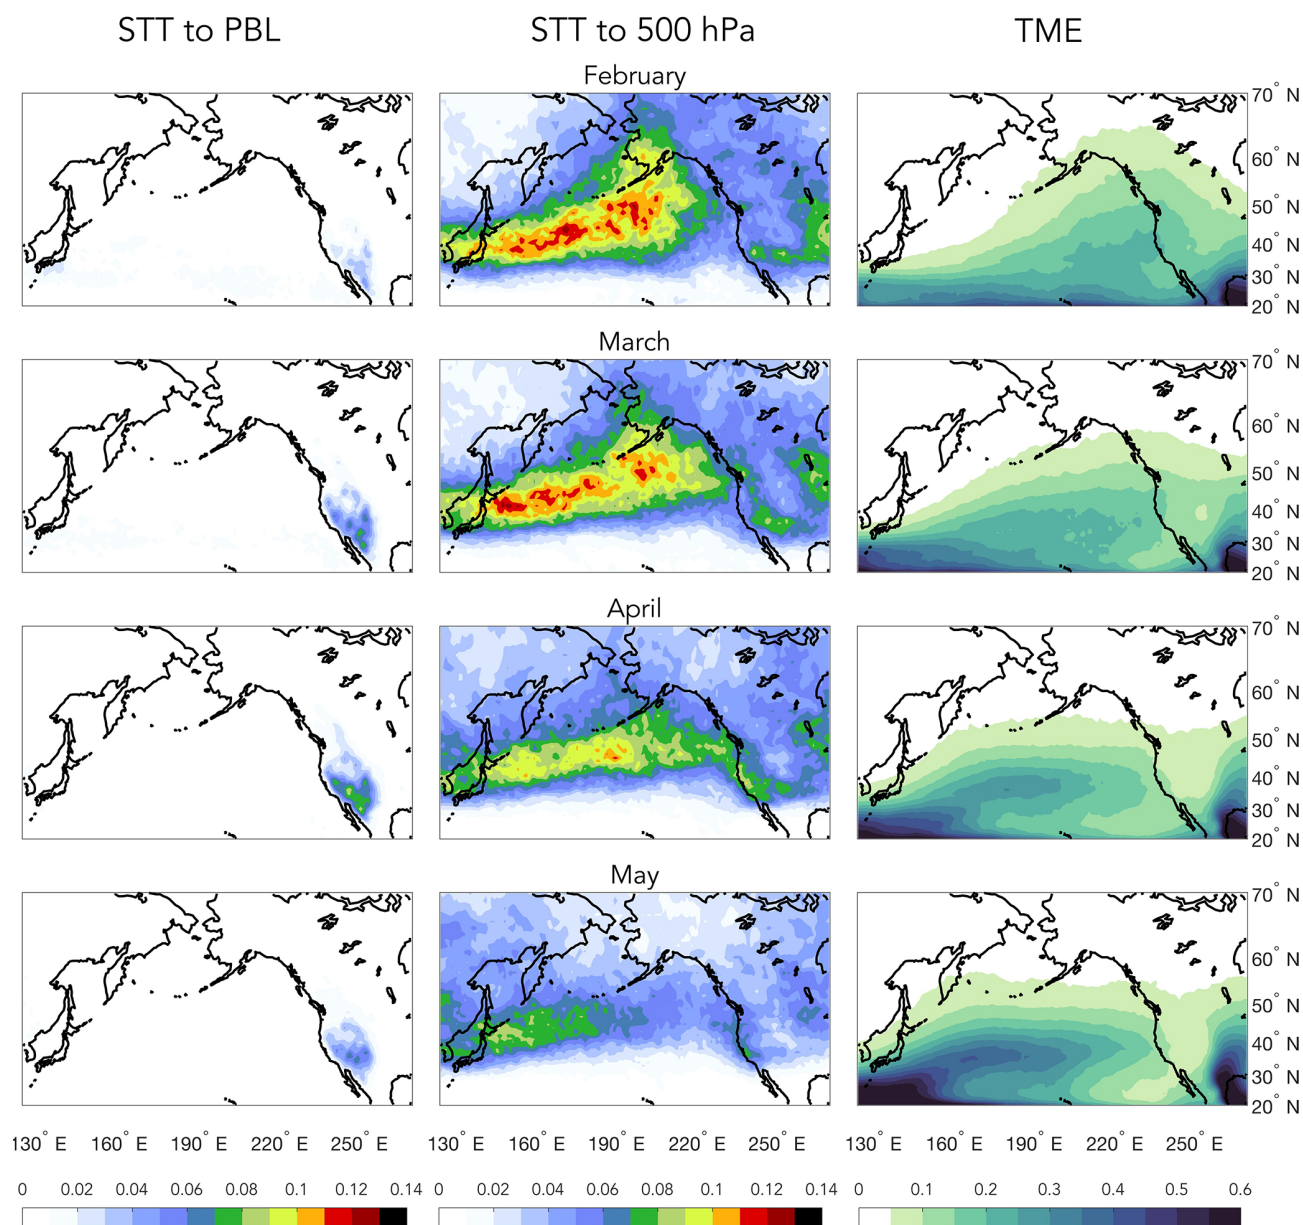 STT to PBL STT to 500 hPa TME
February
70° N
60° N
50° N
40° N
30° N
20° N
March
70° N
60° N
50° N
40° N
30° N
20° N
April
70° N
60° N
50° N
40° N
30° N
20° N
May
70° N
60° N
50° N
40° N
30° N
20° N
130° E 160° E 190° E 220° E 250° E 130° E 160° E 190° E 220° E 250° E 130° E 160° E 190° E 220° E 250° E
0 0.02 0.04 0.06 0.08 0.1 0.12 0.14 0 0.02 0.04 0.06 0.08 0.1 0.12 0.14 0 0.1 0.2 0.3 0.4 0.5 0.6